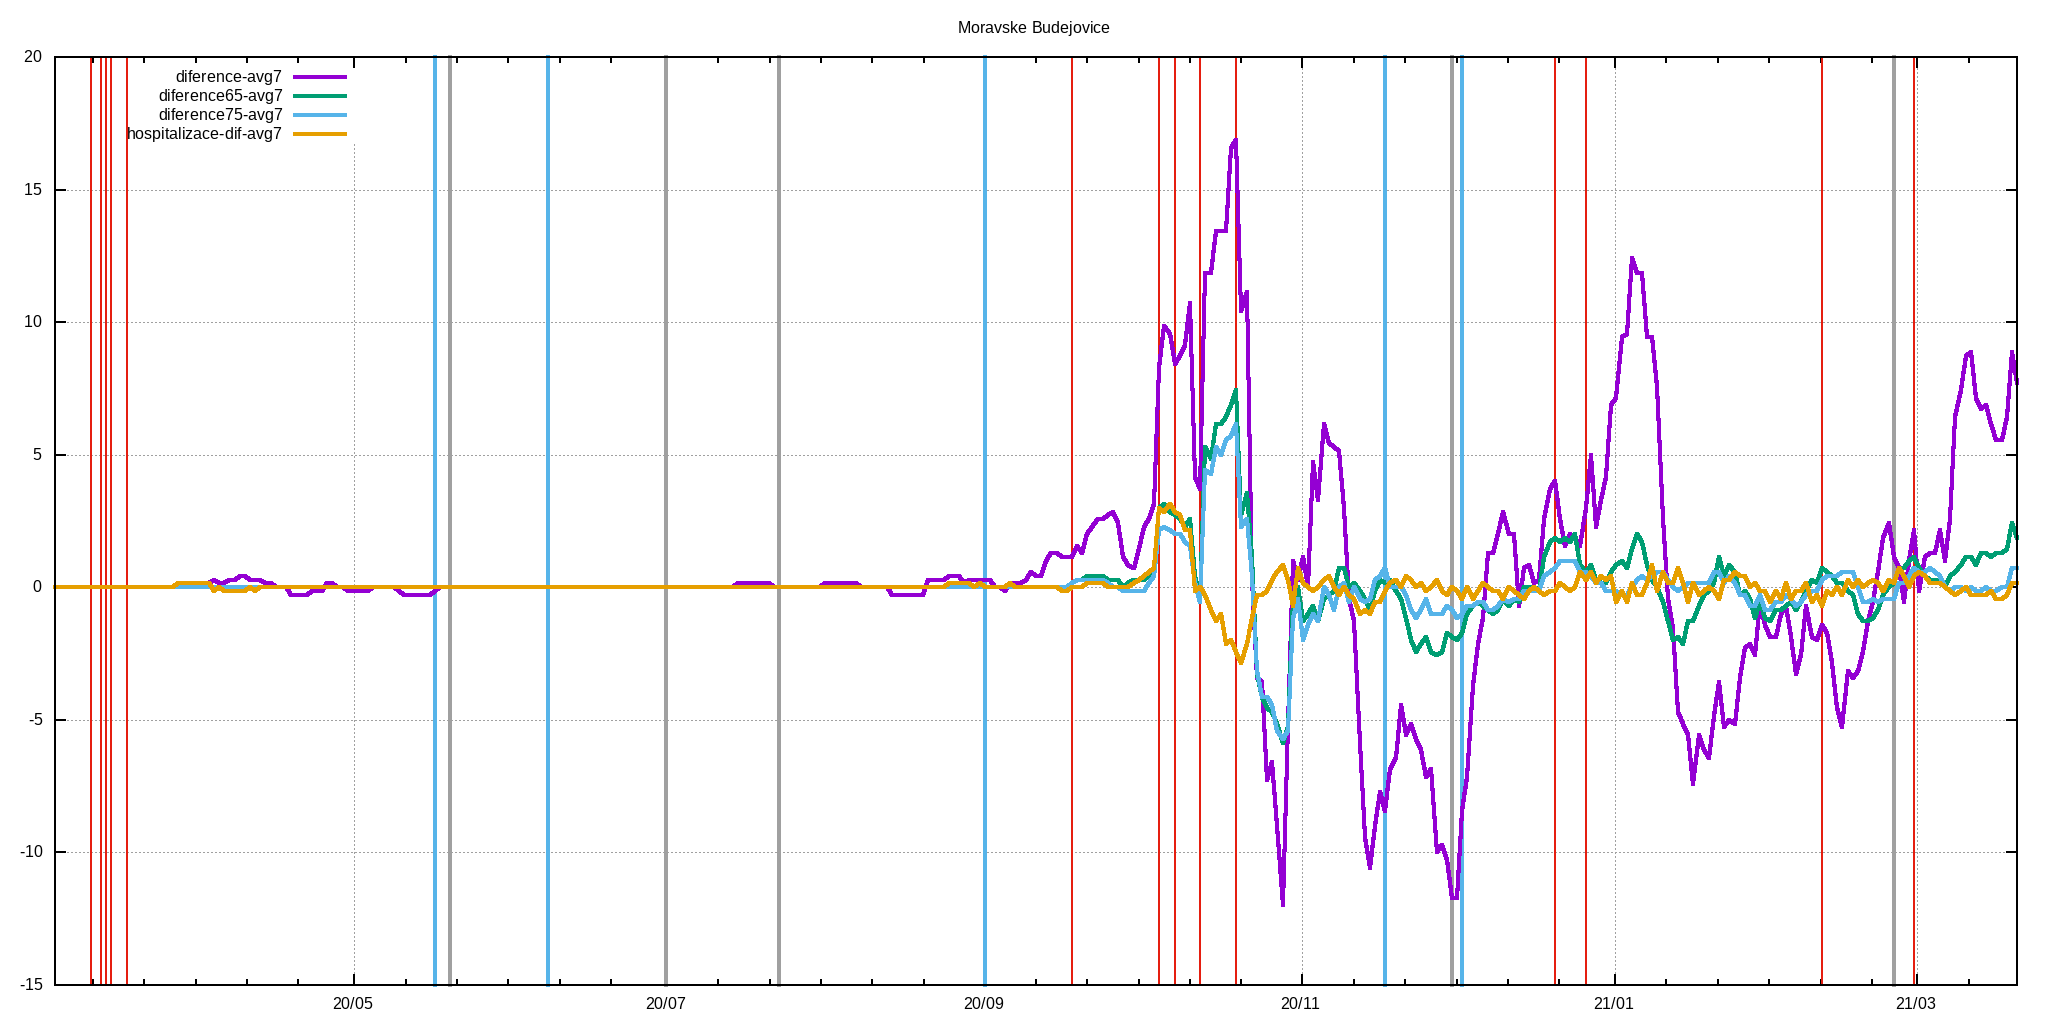 Moravske Budejovice
20
15
10
5
0
-5
-10
-15
diference-avg7
diference65-avg7
diference75-avg7
hospitalizace-dif-avg7
20/05
20/07
20/09
20/11
21/01
21/03